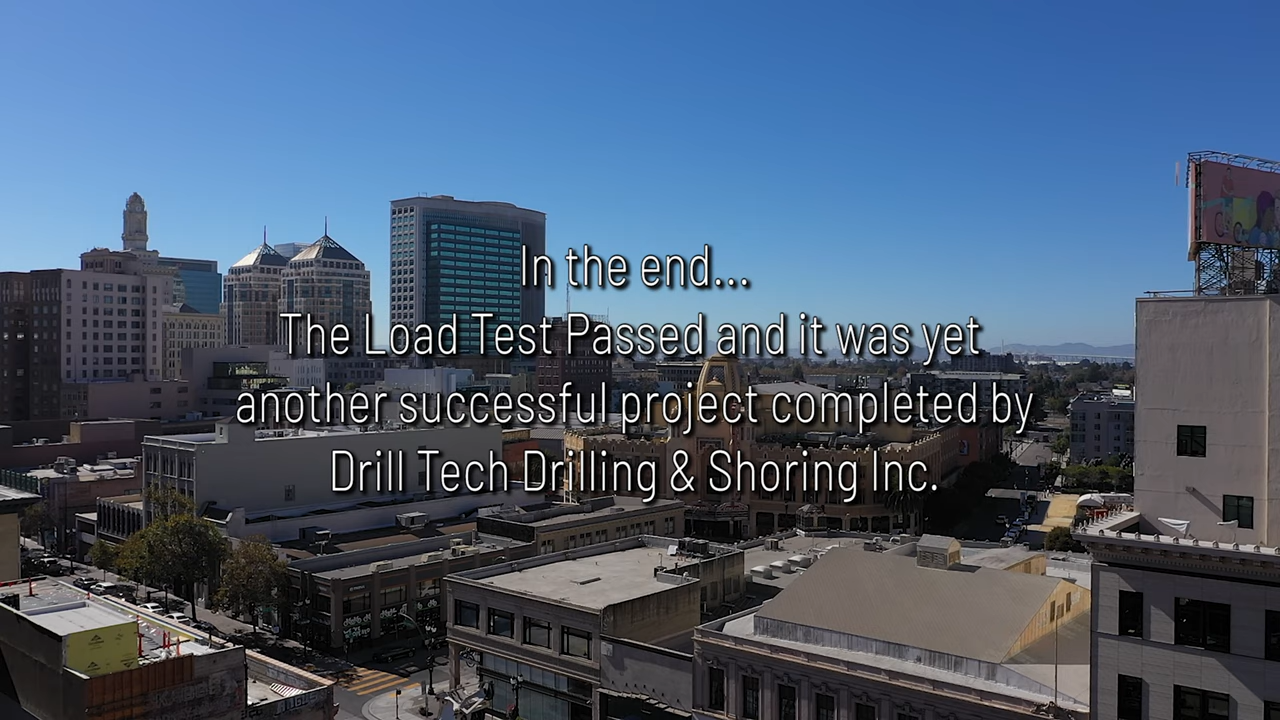 In the end...
The Load Test Passed and it was yet
another successful project completed by
Drill Tech Drilling & Shoring Inc.